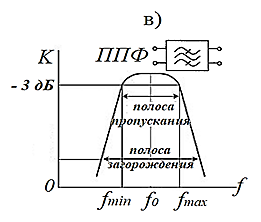 в)
K
ППФ
- 3 дБ
полоса
пропускания
полоса
загорождения
0
fmin
f0
fmax
f